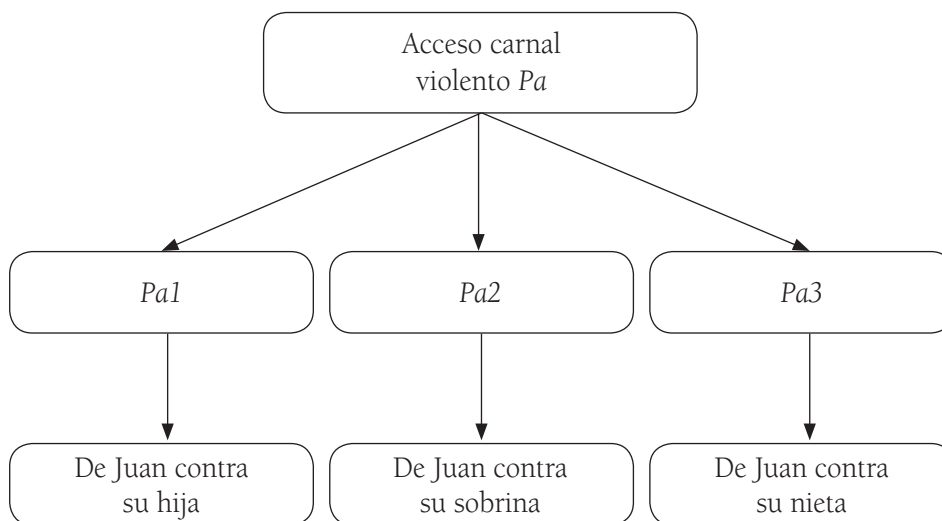 Acceso carnal
violento Pa
Pa1
Pa2
Pa3
De Juan contra
su hija
De Juan contra
su sobrina
De Juan contra
su nieta